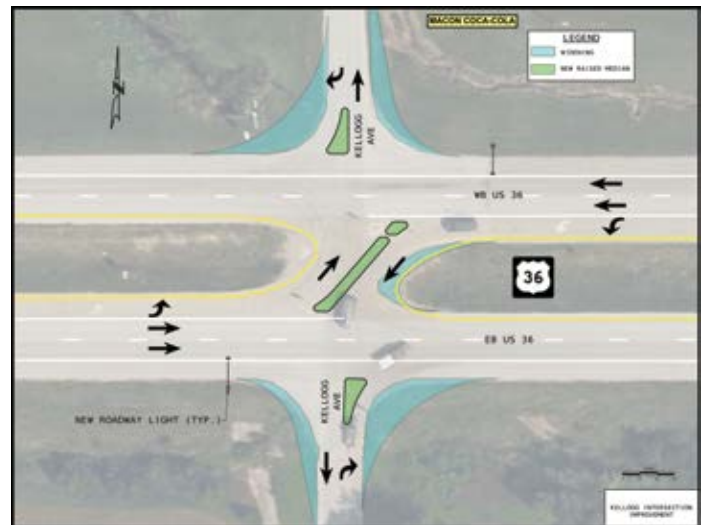 MACON COCA-COLA
LEGEND
WIDENING
NEW RAISED MEDIAN
KELLOGG
AVE
WB US 36
36
EB US 36
KELLOGG
AVE
NEW ROADWAY LIGHT (TYP.)
KELLOGG INTERSECTION
IMPROVEMENT